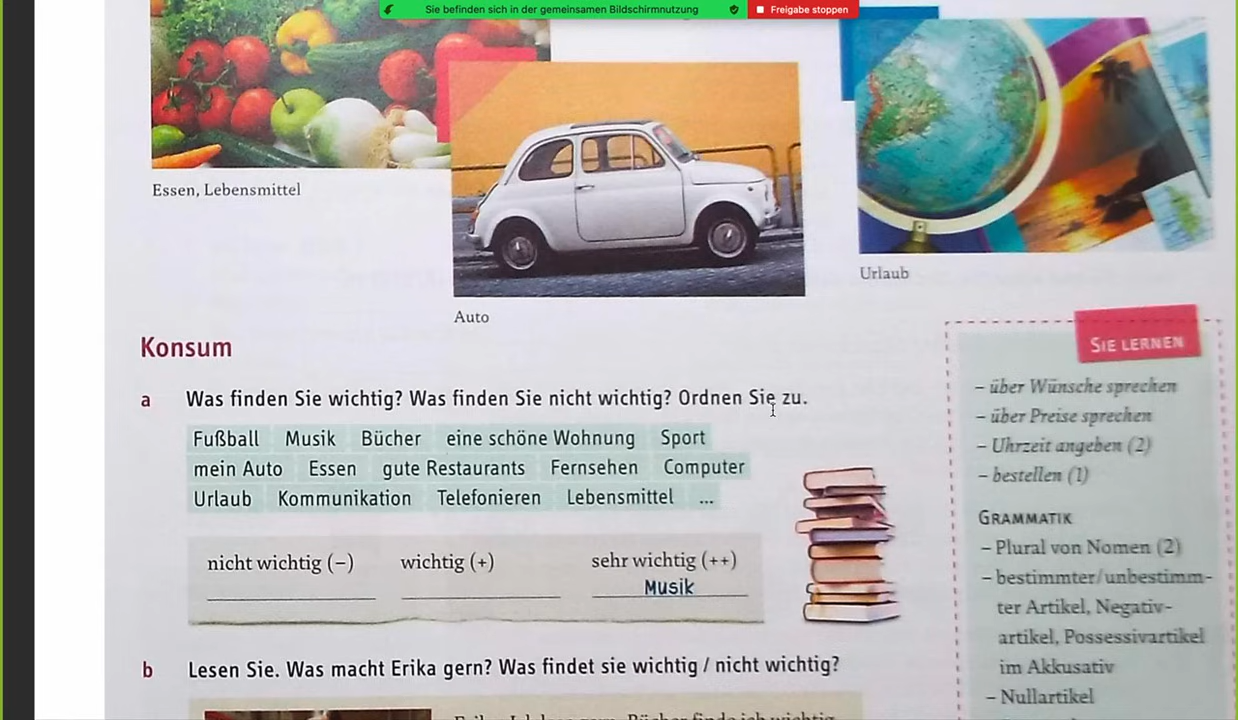 Sie befinden sich in der gemeinsamen Bildschirmnutzung
Freigabe stoppen
Essen, Lebensmittel
Auto
Urlaub
Konsum
a Was finden Sie wichtig? Was finden Sie nicht wichtig? Ordnen Sie zu.
Fußball Musik Bücher eine schöne Wohnung Sport
mein Auto Essen gute Restaurants Fernsehen Computer
Urlaub Kommunikation Telefonieren Lebensmittel ...
nicht wichtig (−) wichtig (+) sehr wichtig (++)
Musik
b Lesen Sie. Was macht Erika gern? Was findet sie wichtig / nicht wichtig?
SIE LERNEN
– über Wünsche sprechen
– über Preise sprechen
– Uhrzeit angeben (2)
– bestellen (1)
GRAMMATIK
– Plural von Nomen (2)
– bestimmter/unbestimm-
ter Artikel, Negativ-
artikel, Possessivartikel
im Akkusativ
– Nullartikel